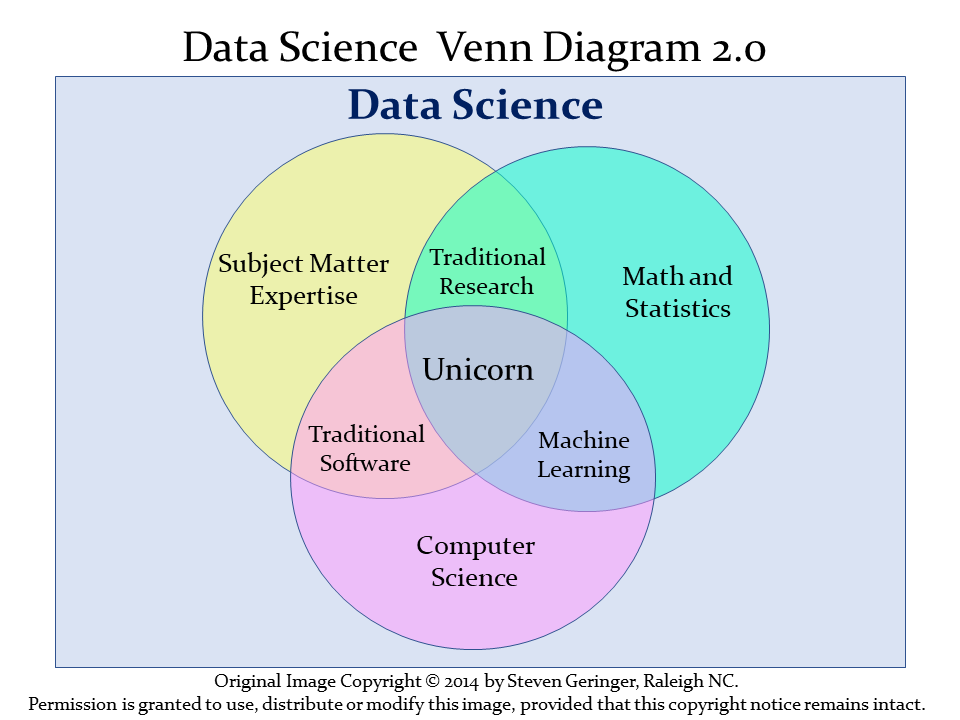 Data Science Venn Diagram 2.0
Data Science
Subject Matter
Expertise
Traditional
Research
Math and
Statistics
Unicorn
Traditional
Software
Machine
Learning
Computer
Science
Original Image Copyright © 2014 by Steven Geringer, Raleigh NC.
Permission is granted to use, distribute or modify this image, provided that this copyright notice remains intact.